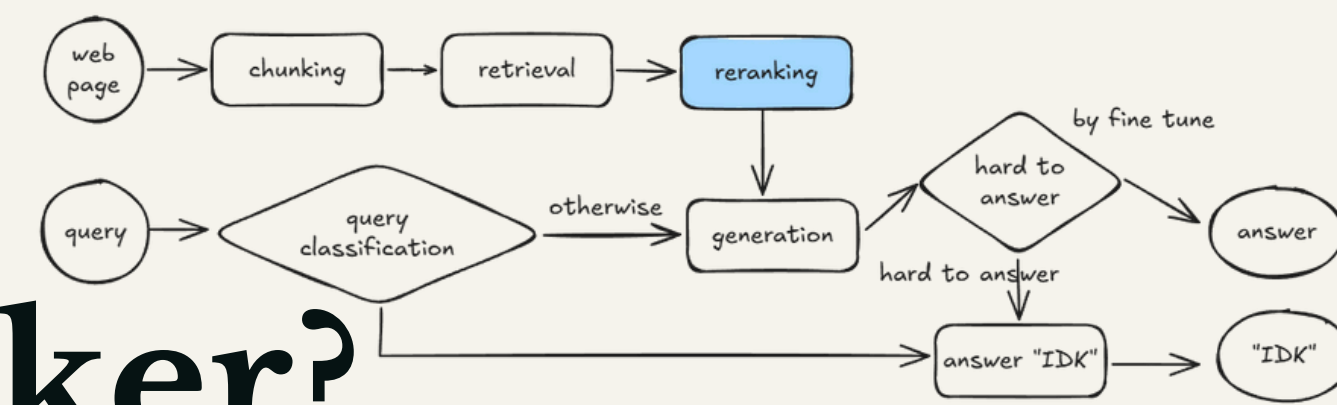 web
page
chunking
retrieval
reranking
by fine tune
hard to
answer
query
query
classification
otherwise
generation
answer
hard to answer
answer "IDK"
"IDK"
ker?